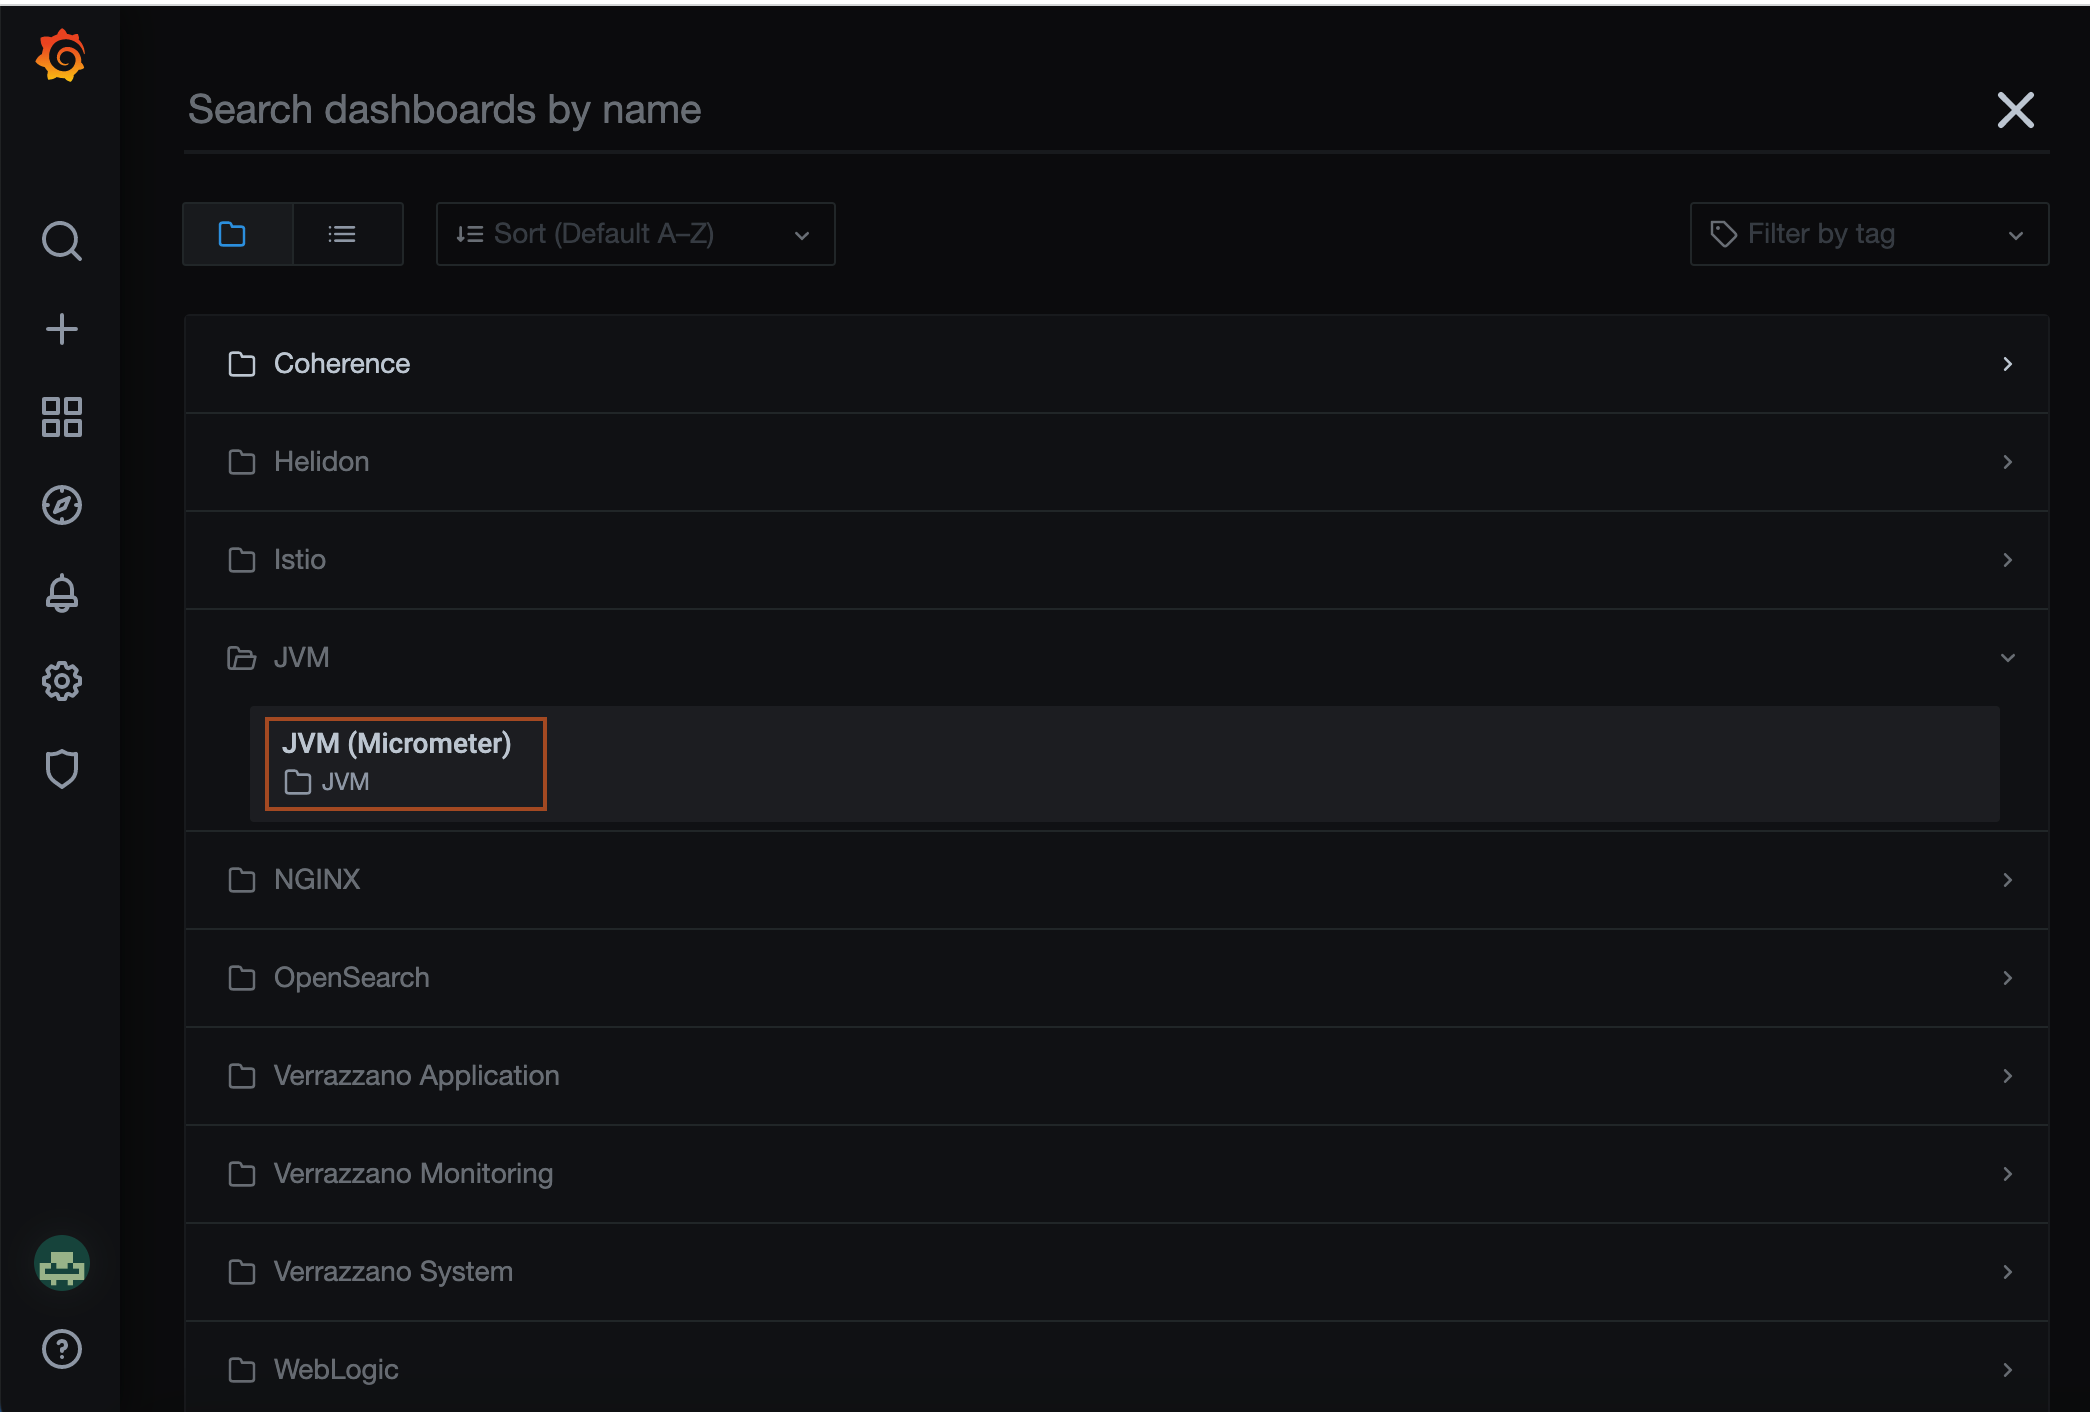 Search dashboards by name
Sort (Default A–Z)
Filter by tag
Coherence
Helidon
Istio
JVM
JVM (Micrometer)
JVM
NGINX
OpenSearch
Verrazzano Application
Verrazzano Monitoring
Verrazzano System
WebLogic